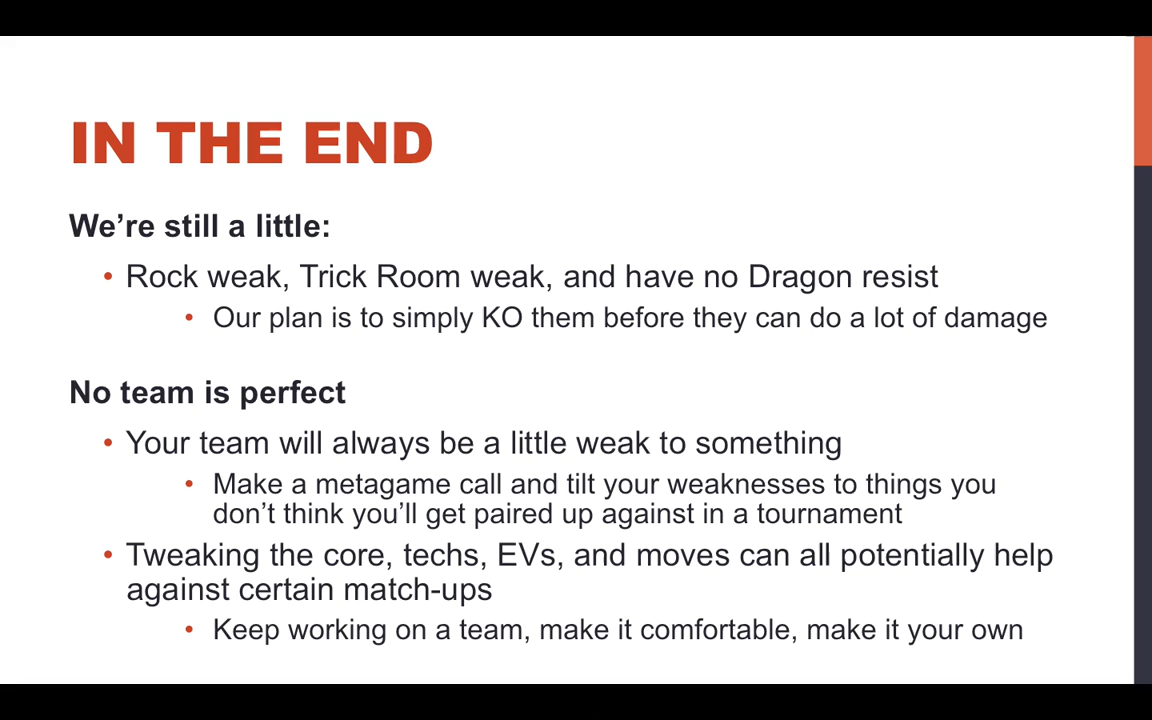 IN THE END
We’re still a little:
• Rock weak, Trick Room weak, and have no Dragon resist
• Our plan is to simply KO them before they can do a lot of damage
No team is perfect
• Your team will always be a little weak to something
• Make a metagame call and tilt your weaknesses to things you
don’t think you’ll get paired up against in a tournament
• Tweaking the core, techs, EVs, and moves can all potentially help
against certain match-ups
• Keep working on a team, make it comfortable, make it your own